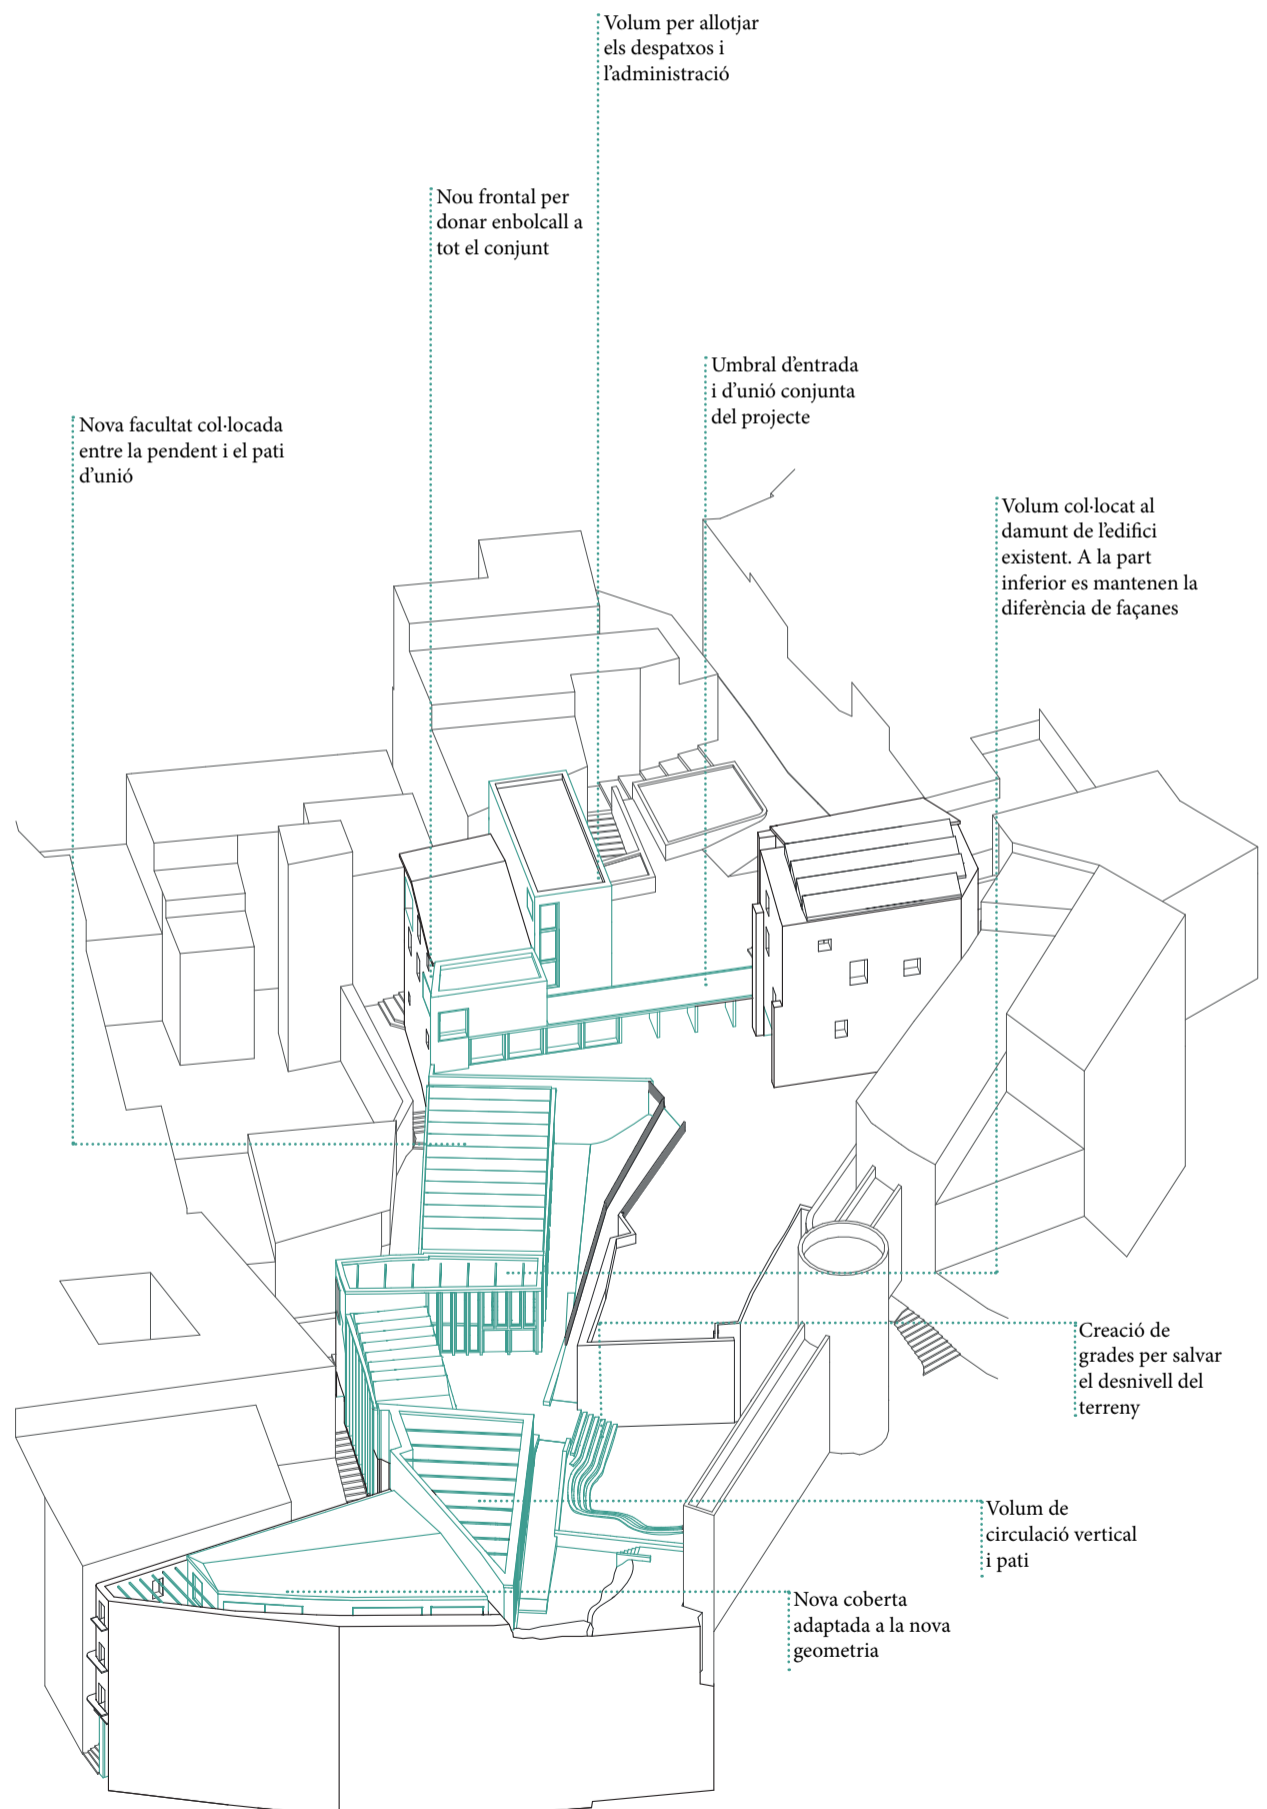 Volum per allotjar
els despatxos i
l'administració
Nou frontal per
donar enbolcall a
tot el conjunt
Umbral d'entrada
i d'unió conjunta
del projecte
Nova facultat col·locada
entre la pendent i el pati
d'unió
Volum col·locat al
damunt de l'edifici
existent. A la part
inferior es mantenen la
diferència de façanes
Creació de
grades per salvar
el desnivell del
terreny
Volum de
circulació vertical
i pati
Nova coberta
adaptada a la nova
geometria